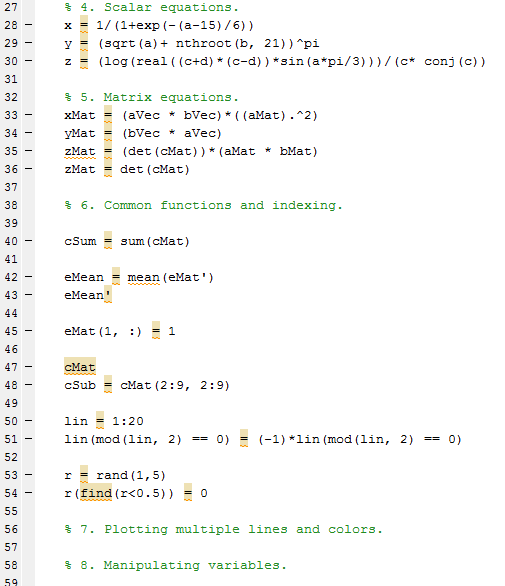 27 % 4. Scalar equations.
28 – x = 1/(1+exp(-(a-15)/6))
29 – y = (sqrt(a)+ nthroot(b, 21))^pi
30 – z = (log(real((c+d)*(c-d))*sin(a*pi/3)))/(c* conj(c))
31
32 % 5. Matrix equations.
33 – xMat = (aVec * bVec)*((aMat).^2)
34 – yMat = (bVec * aVec)
35 – zMat = (det(cMat))*(aMat * bMat)
36 – zMat = det(cMat)
37
38 % 6. Common functions and indexing.
39
40 – cSum = sum(cMat)
41
42 – eMean = mean(eMat')
43 – eMean'
44
45 – eMat(1, :) = 1
46
47 – cMat
48 – cSub = cMat(2:9, 2:9)
49
50 – lin = 1:20
51 – lin(mod(lin, 2) == 0) = (-1)*lin(mod(lin, 2) == 0)
52
53 – r = rand(1,5)
54 – r(find(r<0.5)) = 0
55
56 % 7. Plotting multiple lines and colors.
57
58 % 8. Manipulating variables.
59